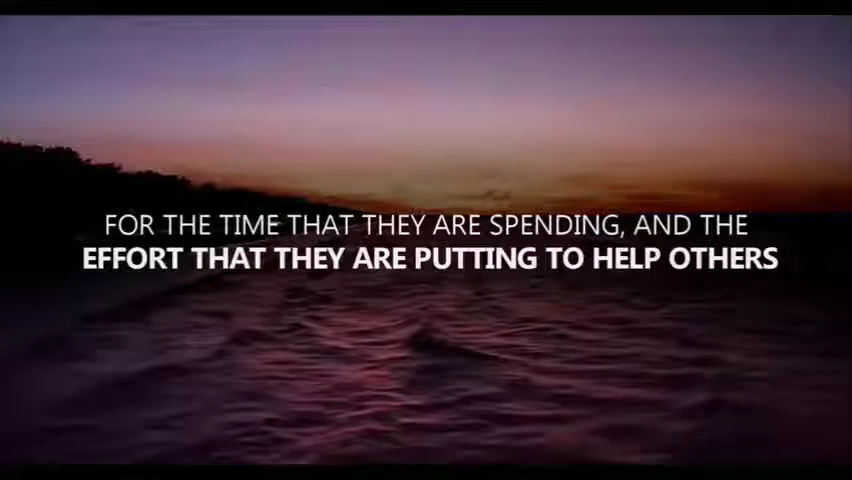 FOR THE TIME THAT THEY ARE SPENDING, AND THE
EFFORT THAT THEY ARE PUTTING TO HELP OTHERS